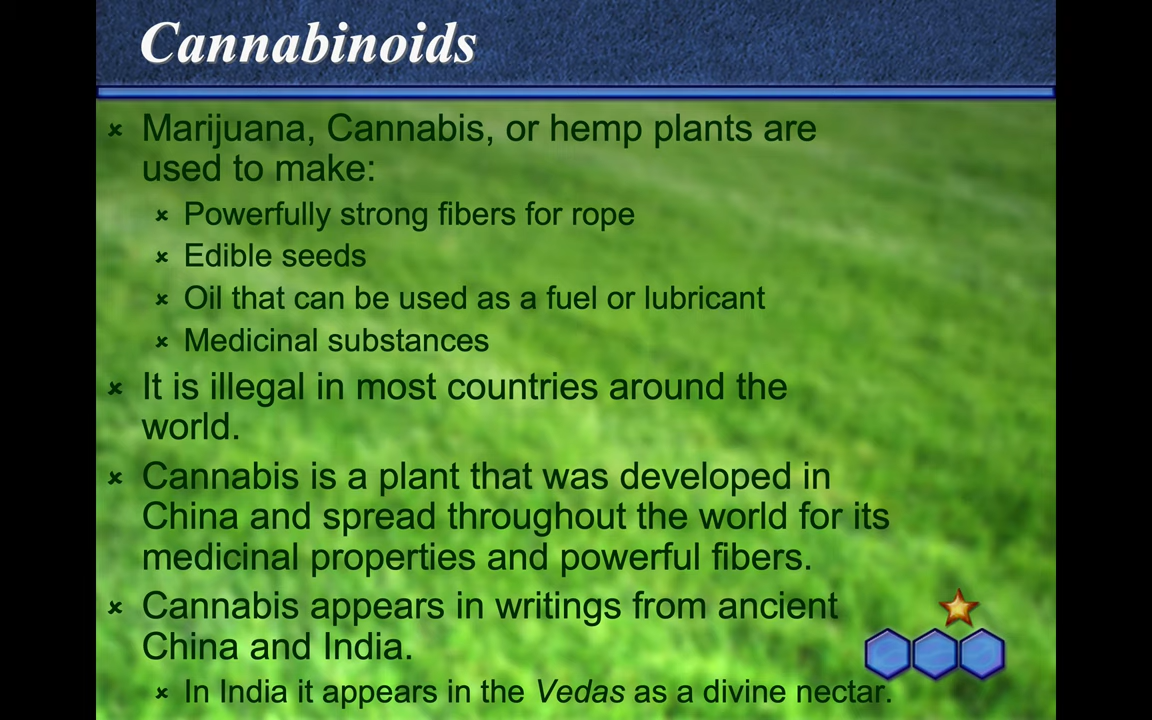 Cannabinoids
Marijuana, Cannabis, or hemp plants are
used to make:
Powerfully strong fibers for rope
Edible seeds
Oil that can be used as a fuel or lubricant
Medicinal substances
It is illegal in most countries around the
world.
Cannabis is a plant that was developed in
China and spread throughout the world for its
medicinal properties and powerful fibers.
Cannabis appears in writings from ancient
China and India.
In India it appears in the Vedas as a divine nectar.